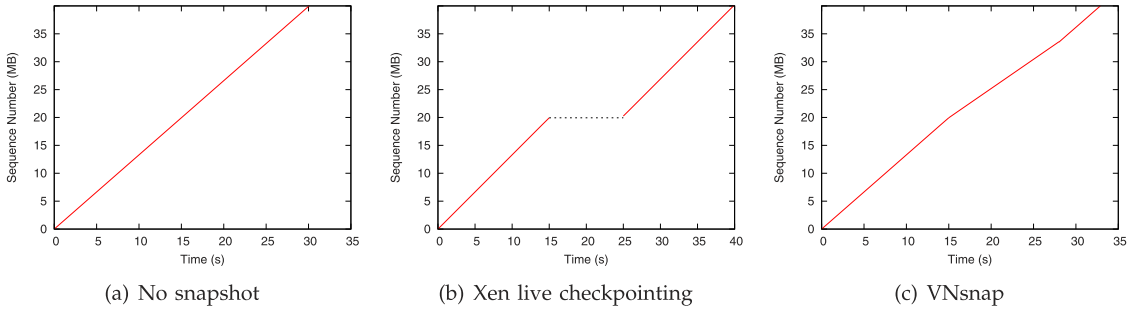 35
30
25
20
15
10
5
0
Sequence Number (MB)
0 5 10 15 20 25 30 35
Time (s)
(a) No snapshot
35
30
25
20
15
10
5
0
Sequence Number (MB)
0 5 10 15 20 25 30 35 40
Time (s)
(b) Xen live checkpointing
35
30
25
20
15
10
5
0
Sequence Number (MB)
0 5 10 15 20 25 30 35
Time (s)
(c) VNsnap